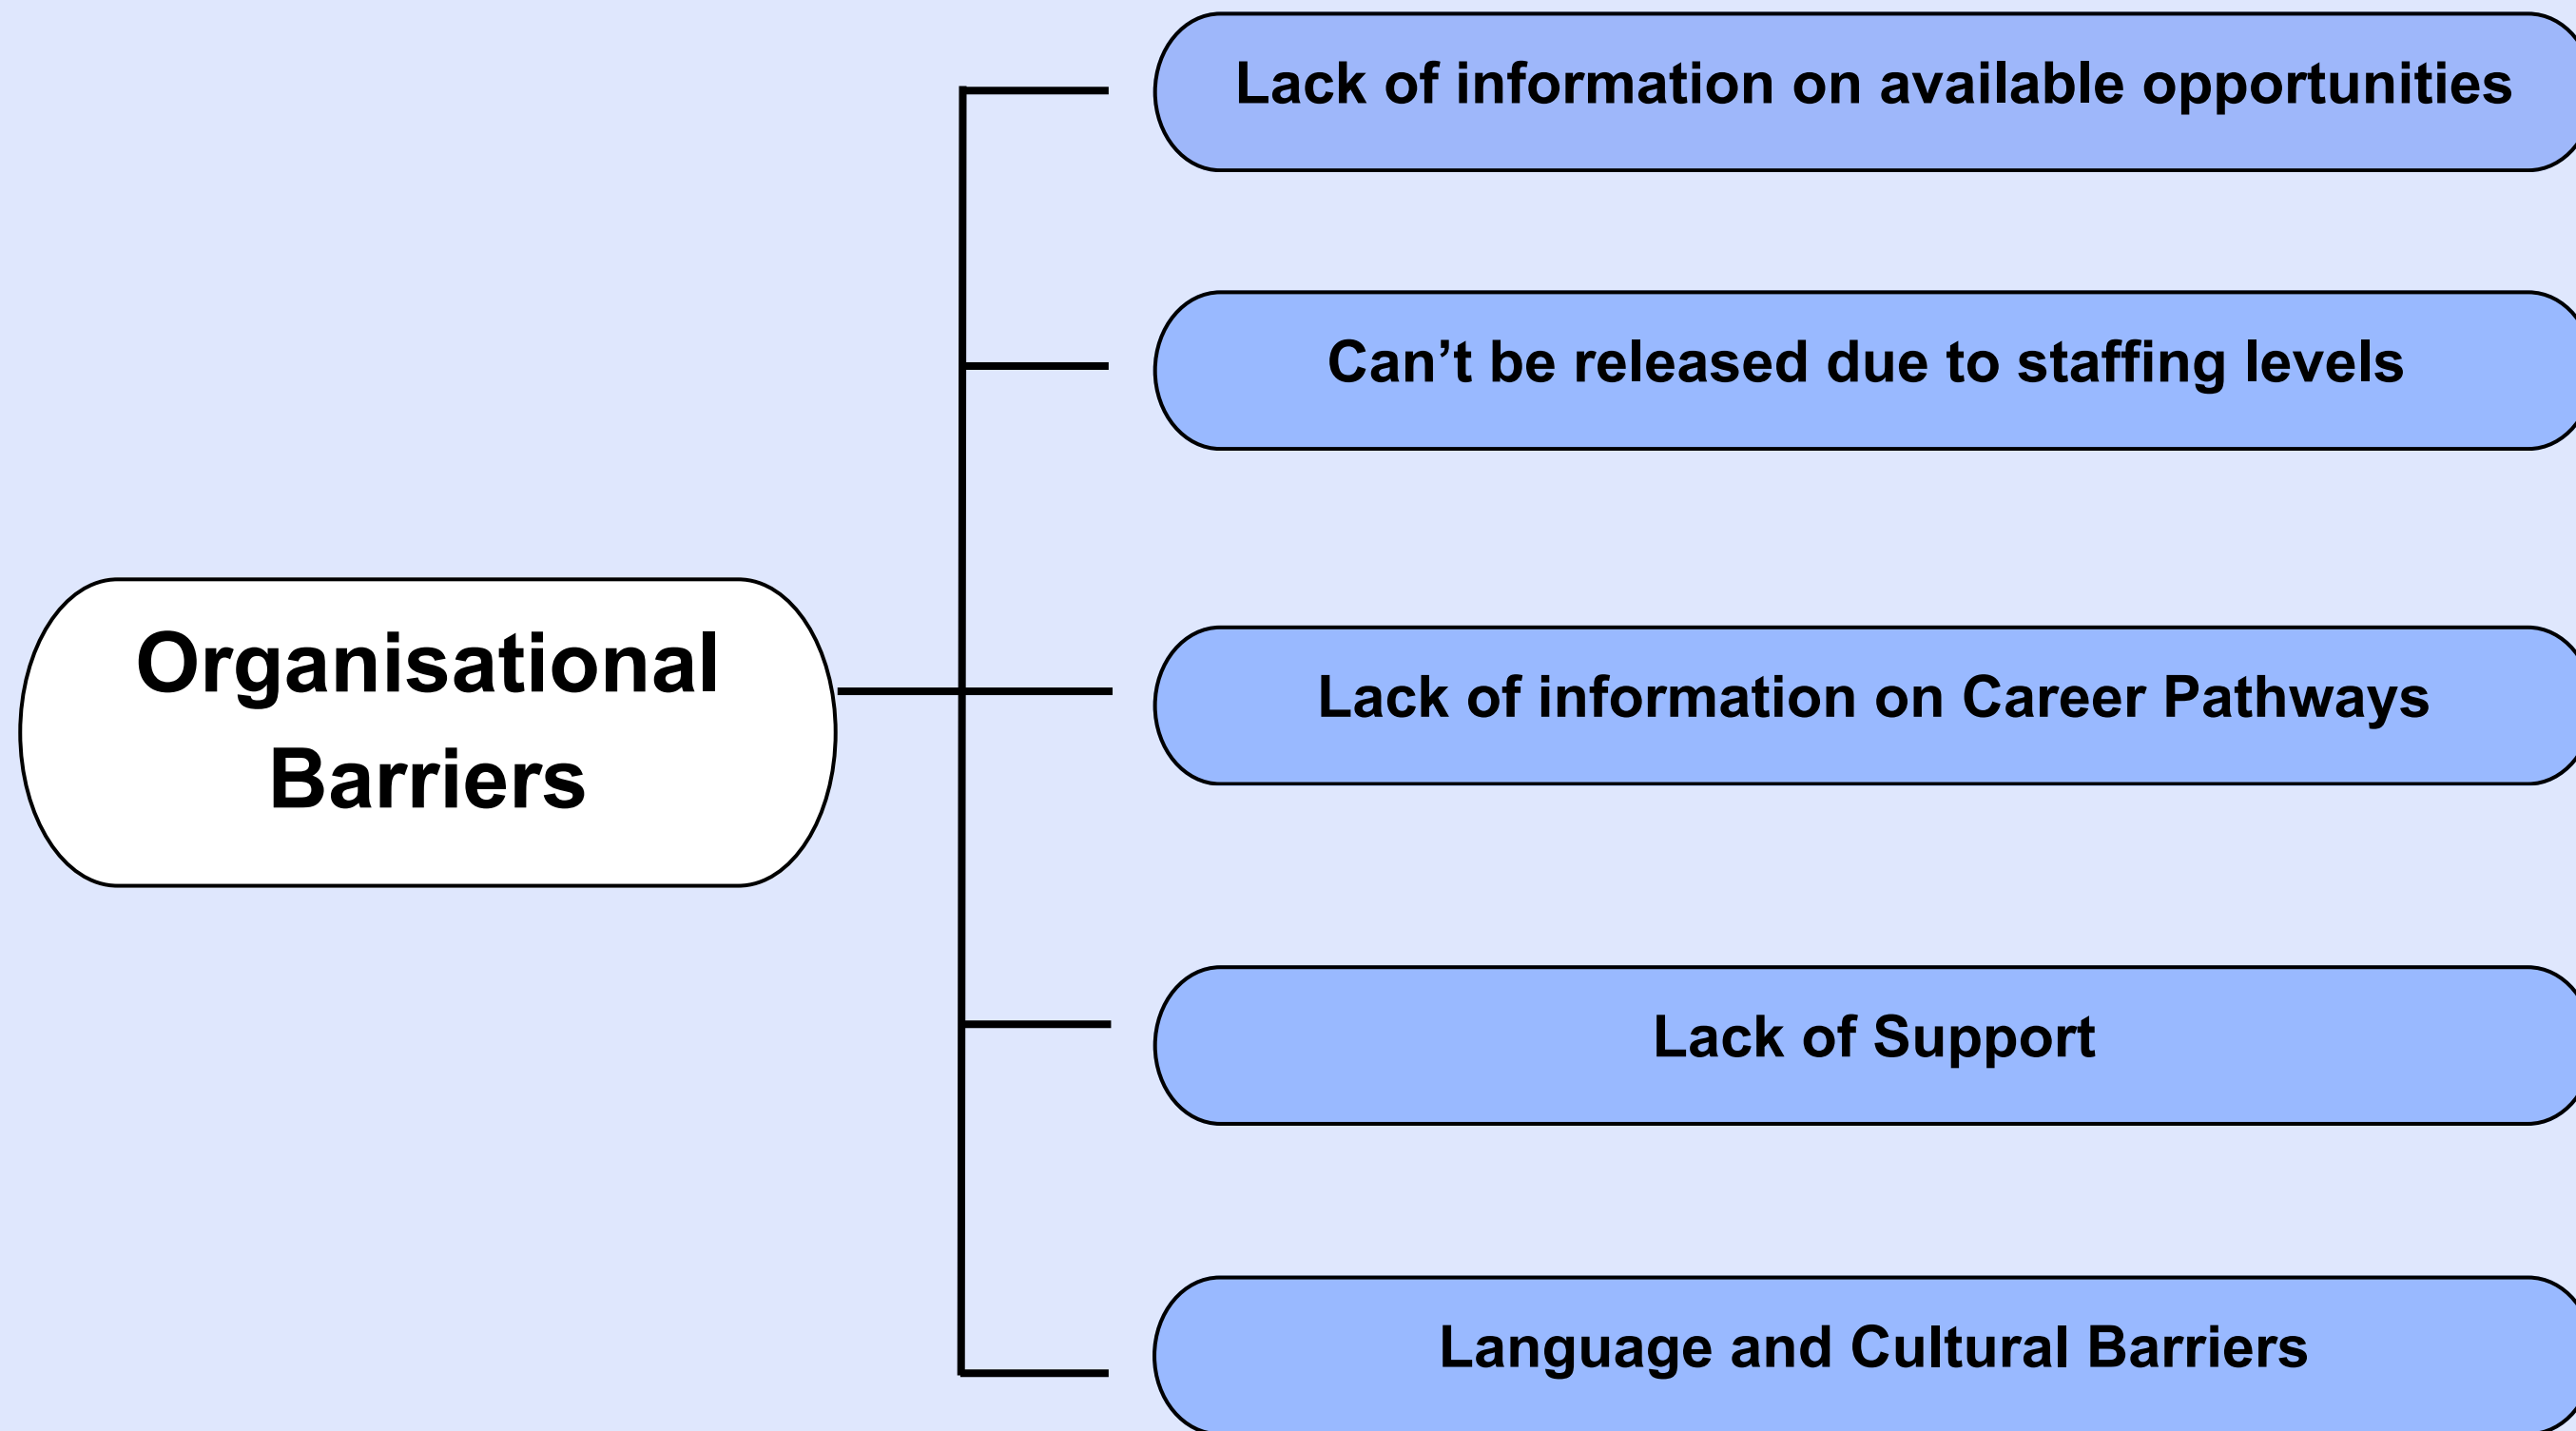 Lack of information on available opportunities
Can’t be released due to staffing levels
Organisational
Barriers
Lack of information on Career Pathways
Lack of Support
Language and Cultural Barriers